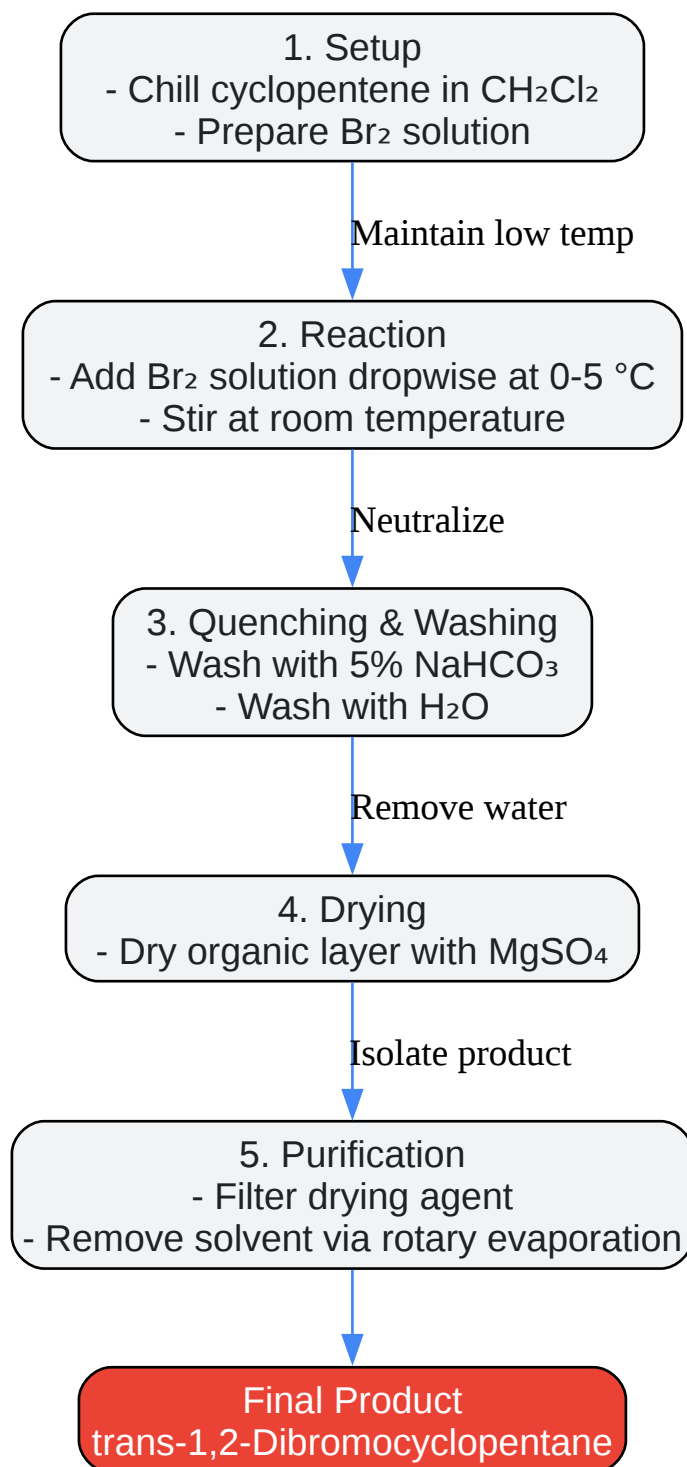 1. Setup
- Chill cyclopentene in CH₂Cl₂
- Prepare Br₂ solution
Maintain low temp
2. Reaction
- Add Br₂ solution dropwise at 0-5 °C
- Stir at room temperature
Neutralize
3. Quenching & Washing
- Wash with 5% NaHCO₃
- Wash with H₂O
Remove water
4. Drying
- Dry organic layer with MgSO₄
Isolate product
5. Purification
- Filter drying agent
- Remove solvent via rotary evaporation
Final Product
trans-1,2-Dibromocyclopentane